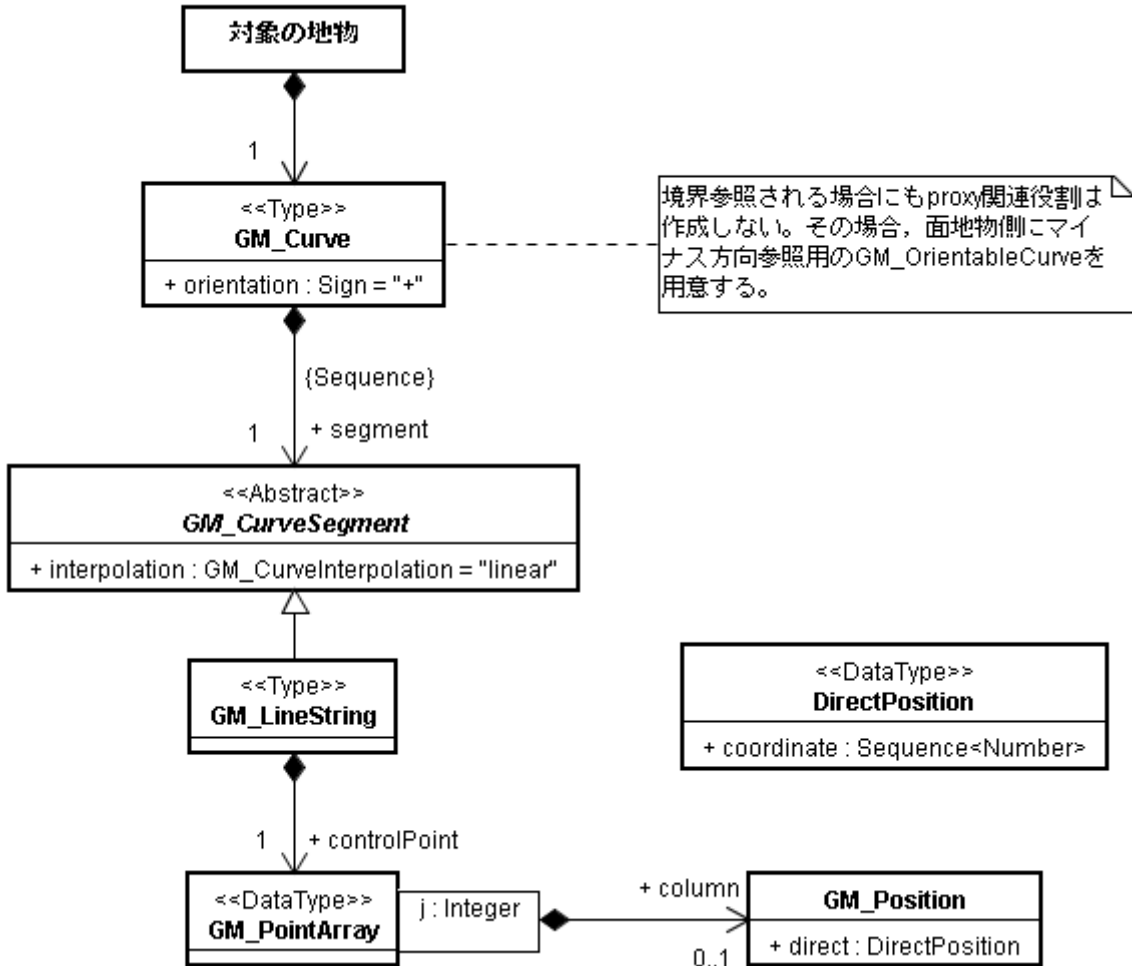 対象の地物
1
<<Type>>
GM_Curve
+ orientation : Sign = "+"
境界参照される場合にもproxy関連役割は
作成しない。その場合，面地物側にマイ
ナス方向参照用のGM_OrientableCurveを
用意する。
{Sequence}
1
+ segment
<<Abstract>>
GM_CurveSegment
+ interpolation : GM_CurveInterpolation = "linear"
<<Type>>
GM_LineString
<<DataType>>
DirectPosition
+ coordinate : Sequence<Number>
1
+ controlPoint
<<DataType>>
GM_PointArray
j : Integer
+ column
0..1
GM_Position
+ direct : DirectPosition